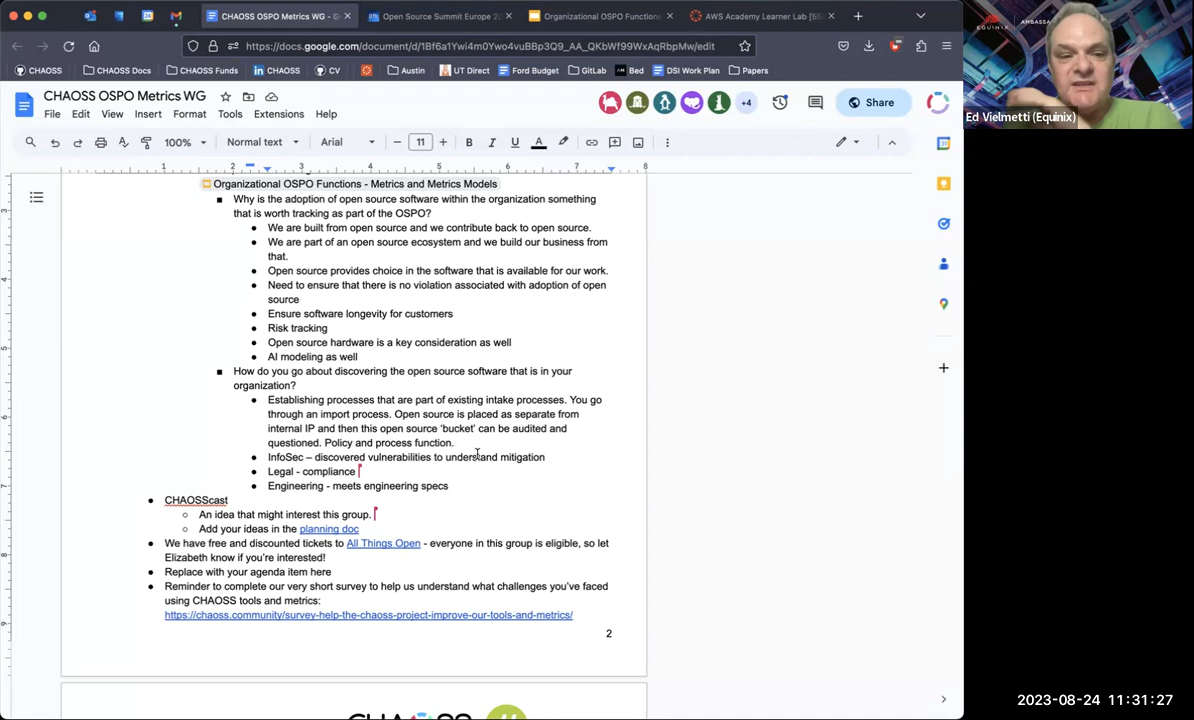 CHAOSS OSPO Metrics WG - G
Open Source Summit Europe 2
Organizational OSPO Function
AWS Academy Learner Lab [55
https://docs.google.com/document/d/1Bf6a1Ywi4m0Ywo4vuBBp3Q9_AA_QKbWf99WxAqRbpMw/edit
CHAOSS
CHAOSS Docs
CHAOSS Funds
CHAOSS
CV
Austin
UT Direct
Ford Budget
GitLab
Bed
DSI Work Plan
Papers
CHAOSS OSPO Metrics WG
File Edit View Insert Format Tools Extensions Help
+4
Share
100% Normal text Arial 11 B I U A
1 2 3 4 5 6 7 8
Organizational OSPO Functions - Metrics and Metrics Models
Why is the adoption of open source software within the organization something
that is worth tracking as part of the OSPO?
We are built from open source and we contribute back to open source.
We are part of an open source ecosystem and we build our business from
that.
Open source provides choice in the software that is available for our work.
Need to ensure that there is no violation associated with adoption of open
source
Ensure software longevity for customers
Risk tracking
Open source hardware is a key consideration as well
AI modeling as well
How do you go about discovering the open source software that is in your
organization?
Establishing processes that are part of existing intake processes. You go
through an import process. Open source is placed as separate from
internal IP and then this open source ‘bucket’ can be audited and
questioned. Policy and process function.
InfoSec – discovered vulnerabilities to understand mitigation
Legal - compliance
Engineering - meets engineering specs
CHAOSScast
An idea that might interest this group.
Add your ideas in the planning doc
We have free and discounted tickets to All Things Open - everyone in this group is eligible, so let
Elizabeth know if you’re interested!
Replace with your agenda item here
Reminder to complete our very short survey to help us understand what challenges you’ve faced
using CHAOSS tools and metrics:
https://chaoss.community/survey-help-the-chaoss-project-improve-our-tools-and-metrics/
2
EQUINIX
AMBASSA
Ed Vielmetti (Equinix)
2023-08-24 11:31:27